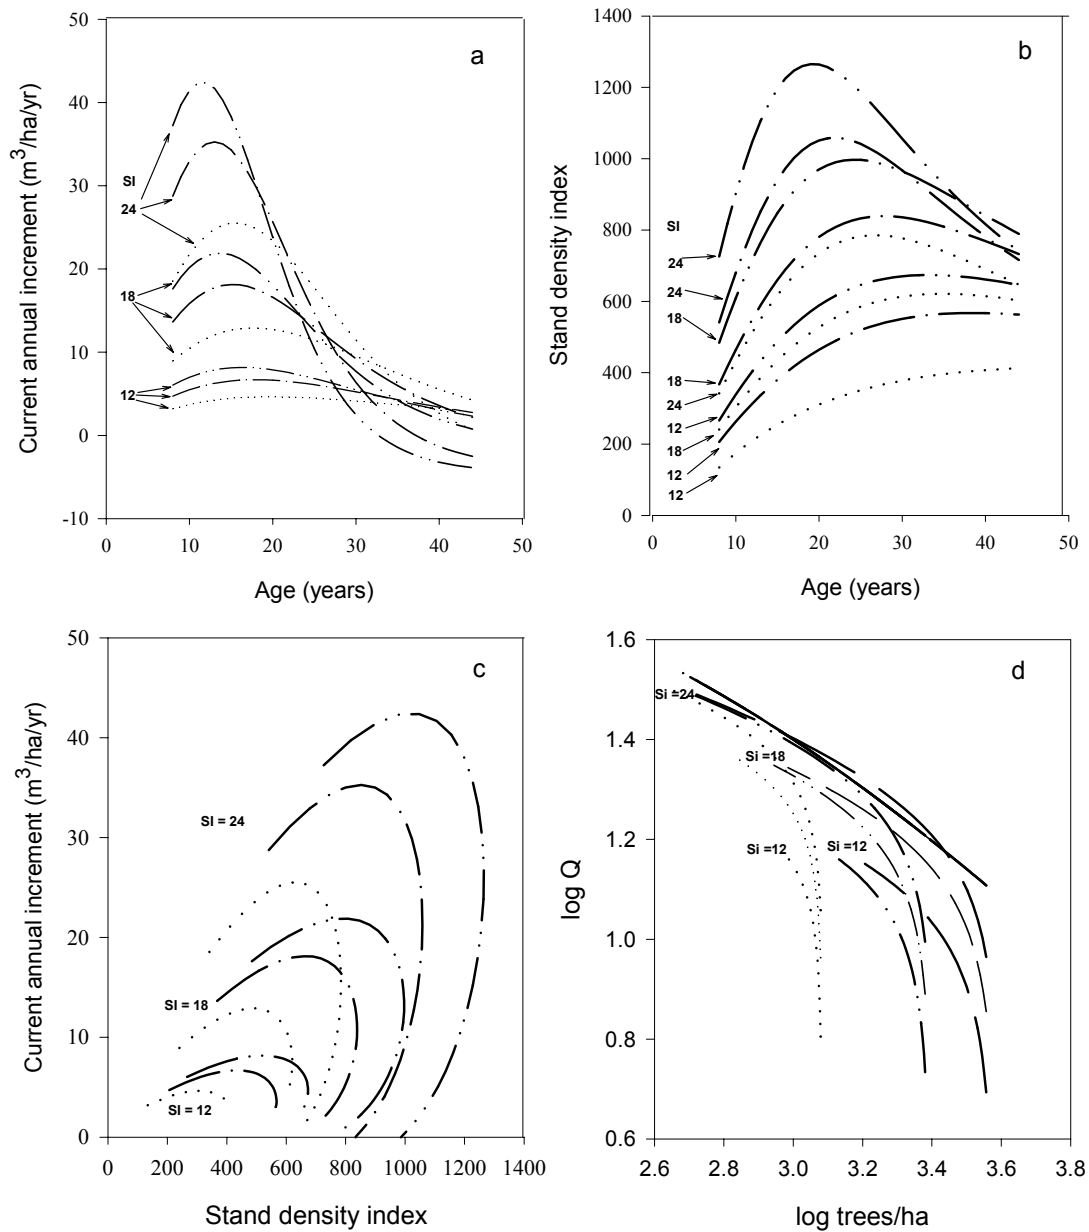 50
40
30
20
10
0
-10
Current annual increment (m³/ha/yr)
a
SI
24
18
12
0 10 20 30 40 50
Age (years)
1400
1200
1000
800
600
400
200
0
Stand density index
b
SI
24
24
18
18
24
12
18
12
12
0 10 20 30 40 50
Age (years)
50
40
30
20
10
0
Current annual increment (m³/ha/yr)
c
SI = 24
SI = 18
SI = 12
0 200 400 600 800 1000 1200 1400
Stand density index
1.6
1.4
1.2
1.0
0.8
0.6
log Q
d
Si =24
Si =18
Si =12
Si =12
2.6 2.8 3.0 3.2 3.4 3.6 3.8
log trees/ha